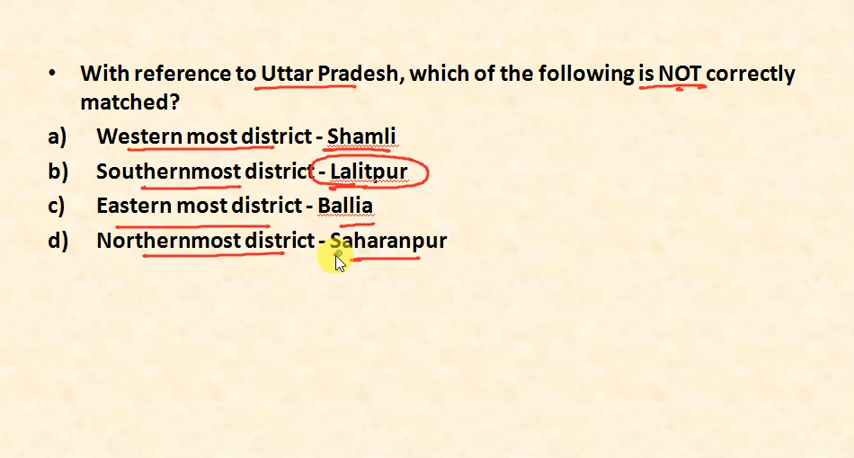 • With reference to Uttar Pradesh, which of the following is NOT correctly
matched?
a) Western most district - Shamli
b) Southernmost district - Lalitpur
c) Eastern most district - Ballia
d) Northernmost district - Saharanpur